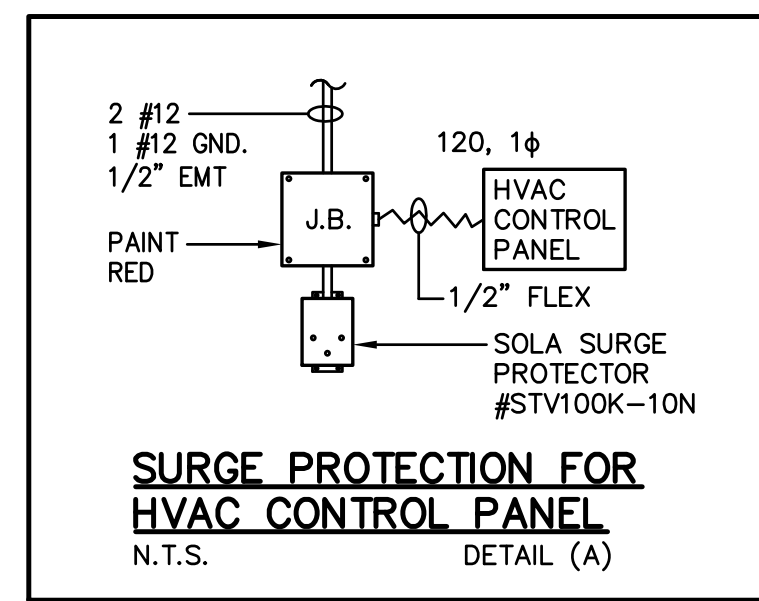 2 #12
1 #12 GND.
1/2" EMT
120, 1ϕ
J.B.
HVAC
CONTROL
PANEL
PAINT
RED
1/2" FLEX
SOLA SURGE
PROTECTOR
#STV100K-10N
SURGE PROTECTION FOR
HVAC CONTROL PANEL
N.T.S. DETAIL (A)